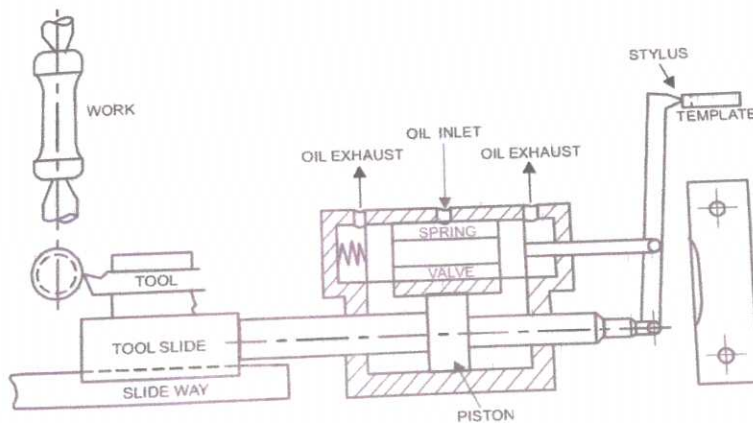 STYLUS
WORK
TEMPLATE
OIL INLET
OIL EXHAUST
OIL EXHAUST
SPRING
VALVE
TOOL
TOOL SLIDE
SLIDE WAY
PISTON